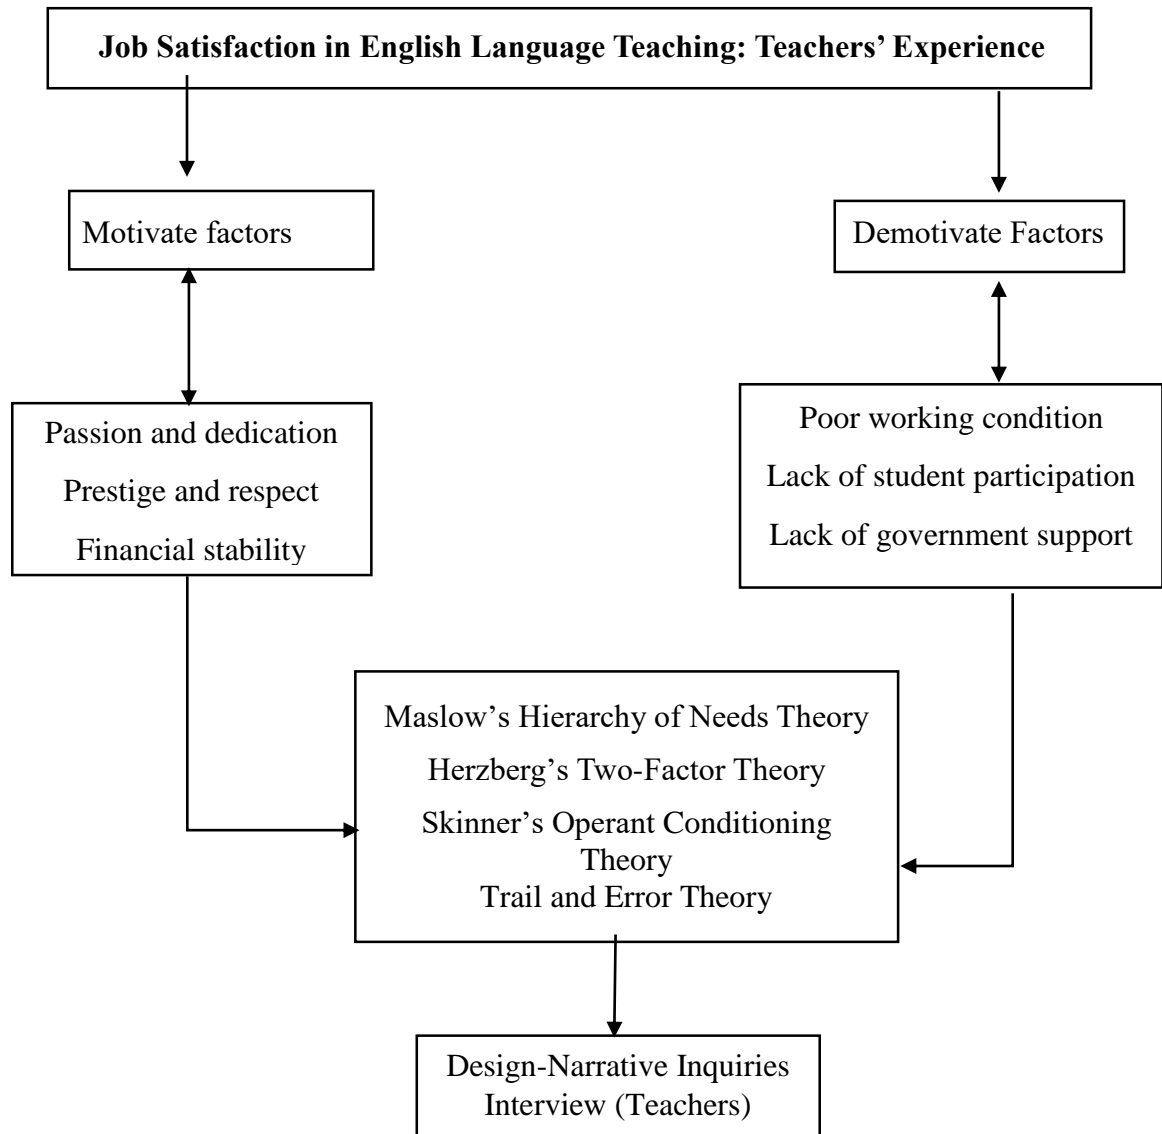 Job Satisfaction in English Language Teaching: Teachers’ Experience
Motivate factors
Demotivate Factors
Passion and dedication
Prestige and respect
Financial stability
Poor working condition
Lack of student participation
Lack of government support
Maslow’s Hierarchy of Needs Theory
Herzberg’s Two-Factor Theory
Skinner’s Operant Conditioning
Theory
Trail and Error Theory
Design-Narrative Inquiries
Interview (Teachers)